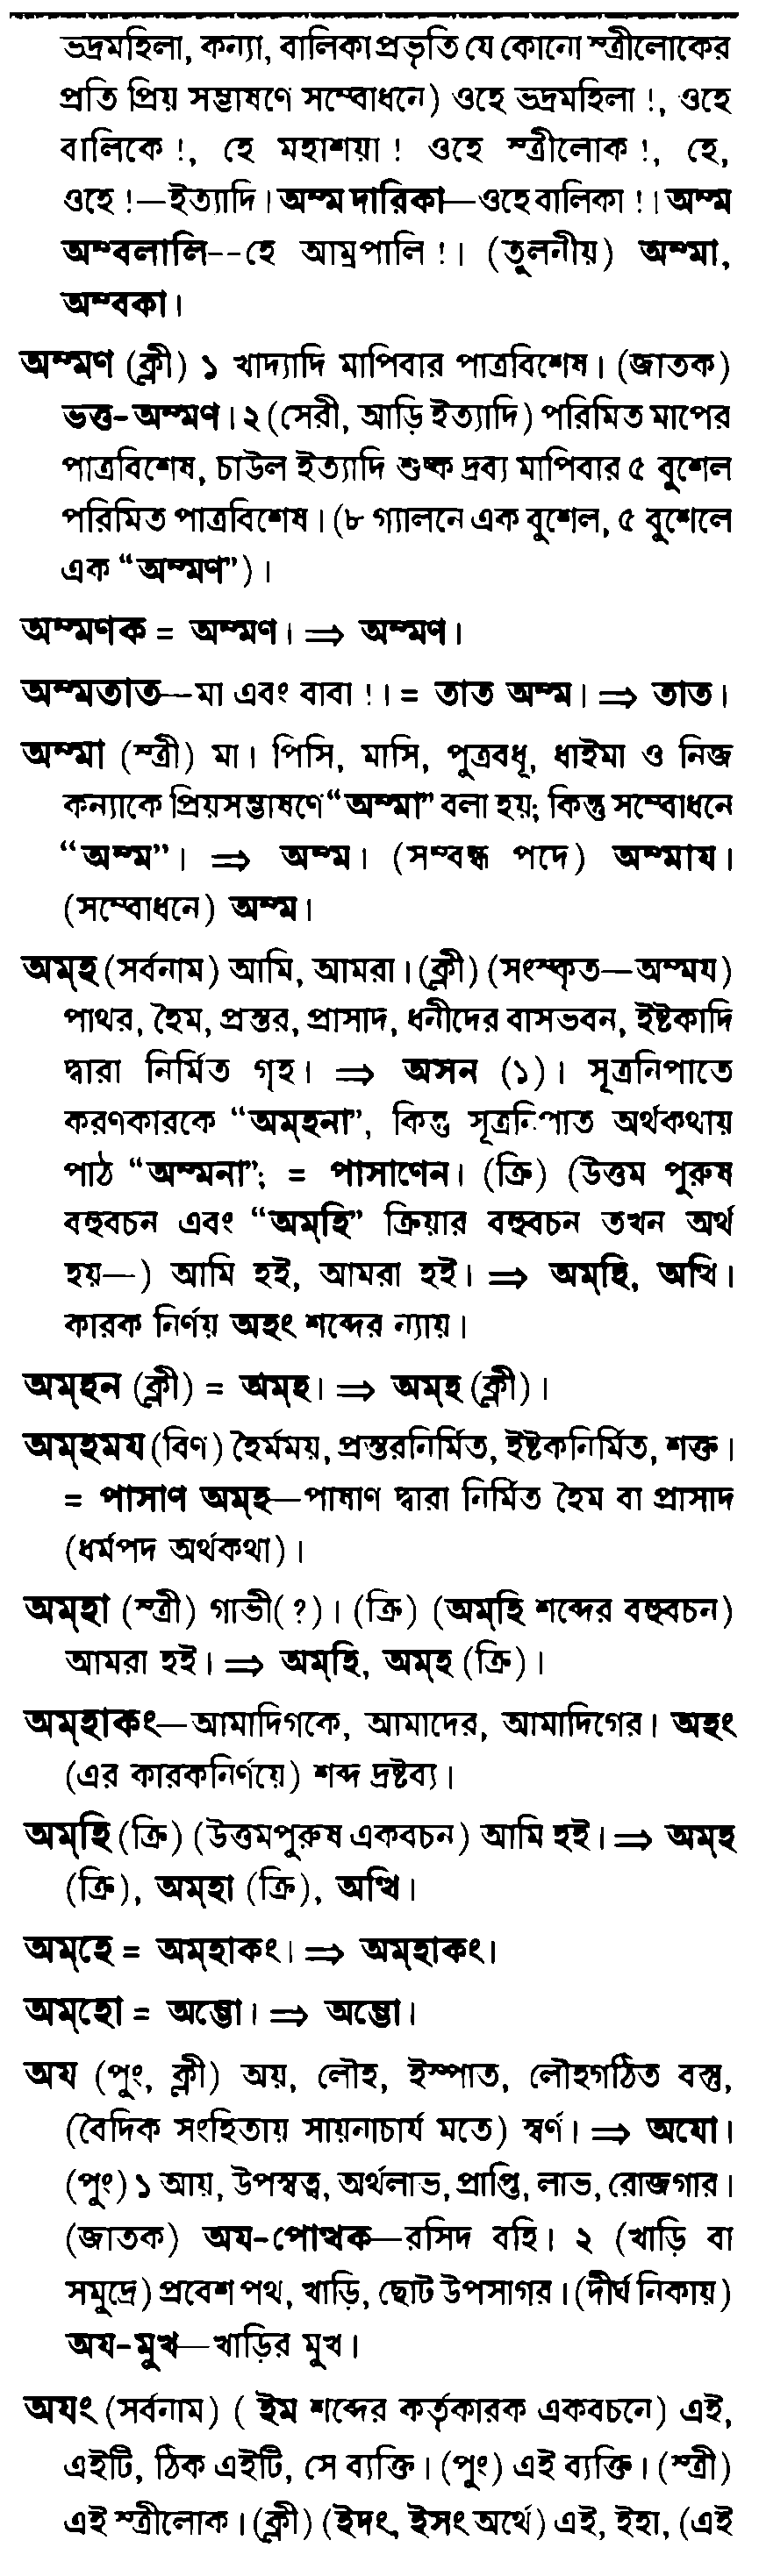 ভদ্রমহিলা, কন্যা, বালিকা প্রভৃতি যে কোনো স্ত্রীলোকের
প্রতি প্রিয় সম্ভাষণে সম্বোধনে) ওহে ভদ্রমহিলা !, ওহে
বালিকে !, হে মহাশয়া ! ওহে স্ত্রীলোক !, হে,
ওহে !—ইত্যাদি। অম্ম দারিকা—ওহে বালিকা !। অম্ম
অম্বলালি--হে আম্রপালি !। (তুলনীয়) অম্মা,
অম্বকা।
অম্মণ (ক্লী) ১ খাদ্যাদি মাপিবার পাত্রবিশেষ। (জাতক)
ভত্ত-অম্মণ। ২ (সেরী, আড়ি ইত্যাদি) পরিমিত মাপের
পাত্রবিশেষ, চাউল ইত্যাদি শুষ্ক দ্রব্য মাপিবার ৫ বুশেল
পরিমিত পাত্রবিশেষ। (৮ গ্যালনে এক বুশেল, ৫ বুশেলে
এক “অম্মণ”)।
অম্মণক = অম্মণ। ⇒ অম্মণ।
অম্মতাত—মা এবং বাবা !। = তাত অম্ম। ⇒ তাত।
অম্মা (স্ত্রী) মা। পিসি, মাসি, পুত্রবধূ, ধাইমা ও নিজ
কন্যাকে প্রিয়সম্ভাষণে “অম্মা” বলা হয়; কিন্তু সম্বোধনে
“অম্ম”। ⇒ অম্ম। (সম্বন্ধ পদে) অম্মায।
(সম্বোধনে) অম্ম।
অম্‌হ (সর্বনাম) আমি, আমরা। (ক্লী) (সংস্কৃত—অম্ময)
পাথর, হৈম, প্রস্তর, প্রাসাদ, ধনীদের বাসভবন, ইষ্টকাদি
দ্বারা নির্মিত গৃহ। ⇒ অসন (১)। সূত্রনিপাতে
করণকারকে “অম্‌হনা”, কিন্তু সূত্রনিপাত অর্থকথায়
পাঠ “অম্মনা”; = পাসাণেন। (ক্রি) (উত্তম পুরুষ
বহুবচন এবং “অম্‌হি” ক্রিয়ার বহুবচন তখন অর্থ
হয়—) আমি হই, আমরা হই। ⇒ অম্‌হি, অত্থি।
কারক নির্ণয় অহং শব্দের ন্যায়।
অম্‌হন (ক্লী) = অম্‌হ। ⇒ অম্‌হ (ক্লী)।
অম্‌হময (বিণ) হৈর্মময়, প্রস্তরনির্মিত, ইষ্টকনির্মিত, শক্ত।
= পাসাণ অম্‌হ—পাষাণ দ্বারা নির্মিত হৈম বা প্রাসাদ
(ধর্মপদ অর্থকথা)।
অম্‌হা (স্ত্রী) গাভী(?)। (ক্রি) (অম্‌হি শব্দের বহুবচন)
আমরা হই। ⇒ অম্‌হি, অম্‌হ (ক্রি)।
অম্‌হাকং—আমাদিগকে, আমাদের, আমাদিগের। অহং
(এর কারকনির্ণয়ে) শব্দ দ্রষ্টব্য।
অম্‌হি (ক্রি) (উত্তমপুরুষ একবচন) আমি হই। ⇒ অম্‌হ
(ক্রি), অম্‌হা (ক্রি), অত্থি।
অম্‌হে = অম্‌হাকং। ⇒ অম্‌হাকং।
অম্‌হো = অম্ভো। ⇒ অম্ভো।
অয (পুং, ক্লী) অয়, লৌহ, ইস্পাত, লৌহগঠিত বস্তু,
(বৈদিক সংহিতায় সায়নাচার্য মতে) স্বর্ণ। ⇒ অযো।
(পুং) ১ আয়, উপস্বত্ব, অর্থলাভ, প্রাপ্তি, লাভ, রোজগার।
(জাতক) অয-পোত্থক—রসিদ বহি। ২ (খাড়ি বা
সমুদ্রে) প্রবেশ পথ, খাড়ি, ছোট উপসাগর। (দীর্ঘ নিকায়)
অয-মুখ—খাড়ির মুখ।
অযং (সর্বনাম) ( ইম শব্দের কর্তৃকারক একবচনে) এই,
এইটি, ঠিক এইটি, সে ব্যক্তি। (পুং) এই ব্যক্তি। (স্ত্রী)
এই স্ত্রীলোক। (ক্লী) (ইদং, ইসং অর্থে) এই, ইহা, (এই